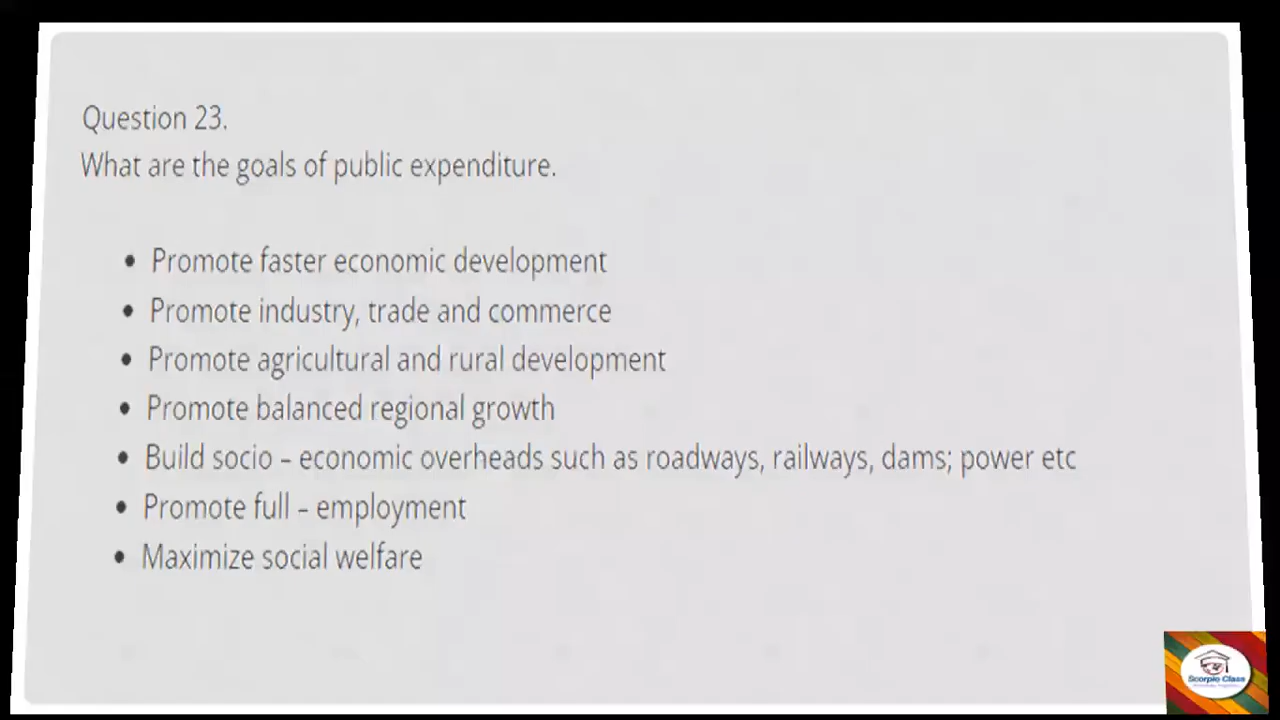 Question 23.
What are the goals of public expenditure.
• Promote faster economic development
• Promote industry, trade and commerce
• Promote agricultural and rural development
• Promote balanced regional growth
• Build socio – economic overheads such as roadways, railways, dams; power etc
• Promote full – employment
• Maximize social welfare
Scorpio Class